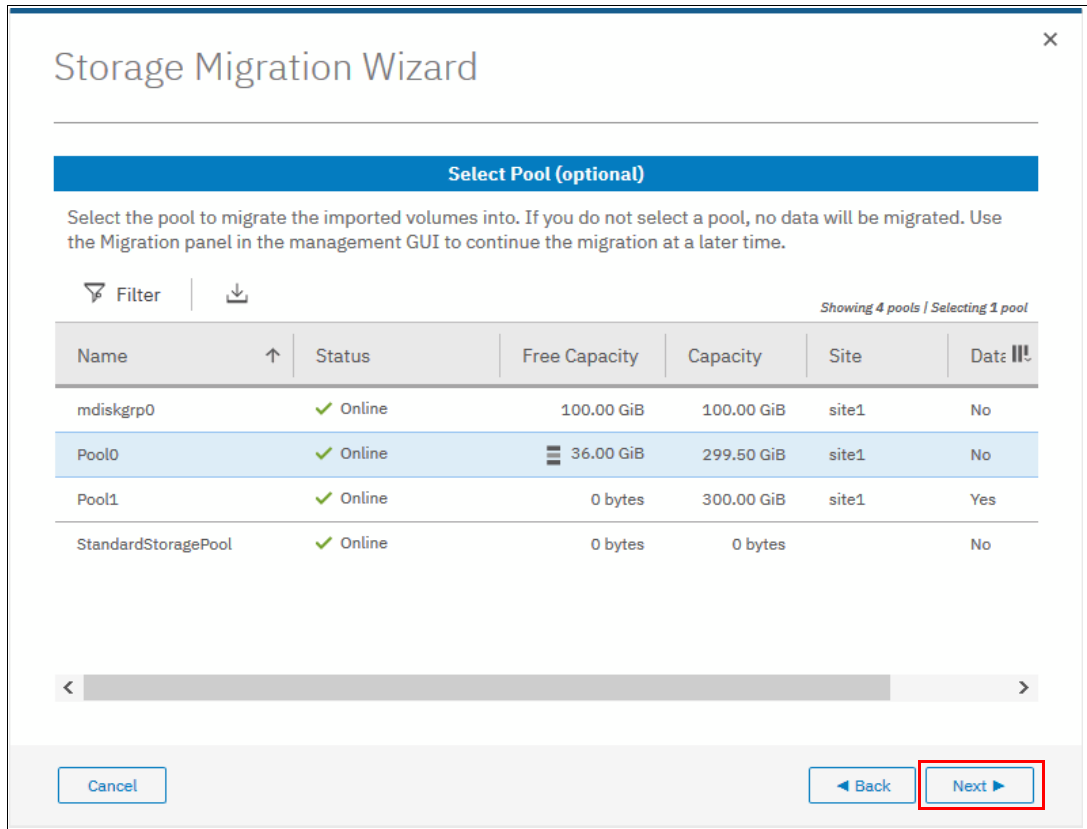 Storage Migration Wizard
Select Pool (optional)
Select the pool to migrate the imported volumes into. If you do not select a pool, no data will be migrated. Use
the Migration panel in the management GUI to continue the migration at a later time.
Filter
Showing 4 pools | Selecting 1 pool
Name Status Free Capacity Capacity Site Data
mdiskgrp0 Online 100.00 GiB 100.00 GiB site1 No
Pool0 Online 36.00 GiB 299.50 GiB site1 No
Pool1 Online 0 bytes 300.00 GiB site1 Yes
StandardStoragePool Online 0 bytes 0 bytes No
Cancel Back Next